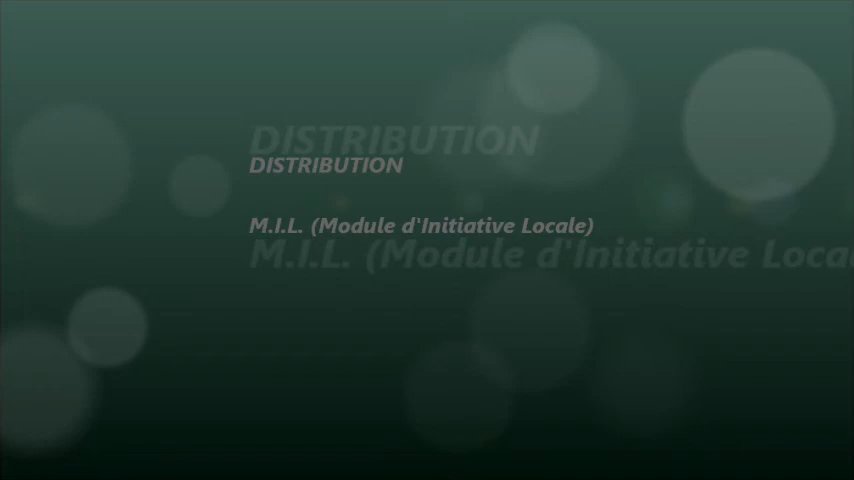 DISTRIBUTION
DISTRIBUTION
M.I.L. (Module d'Initiative Locale)
M.I.L. (Module d'Initiative Loca